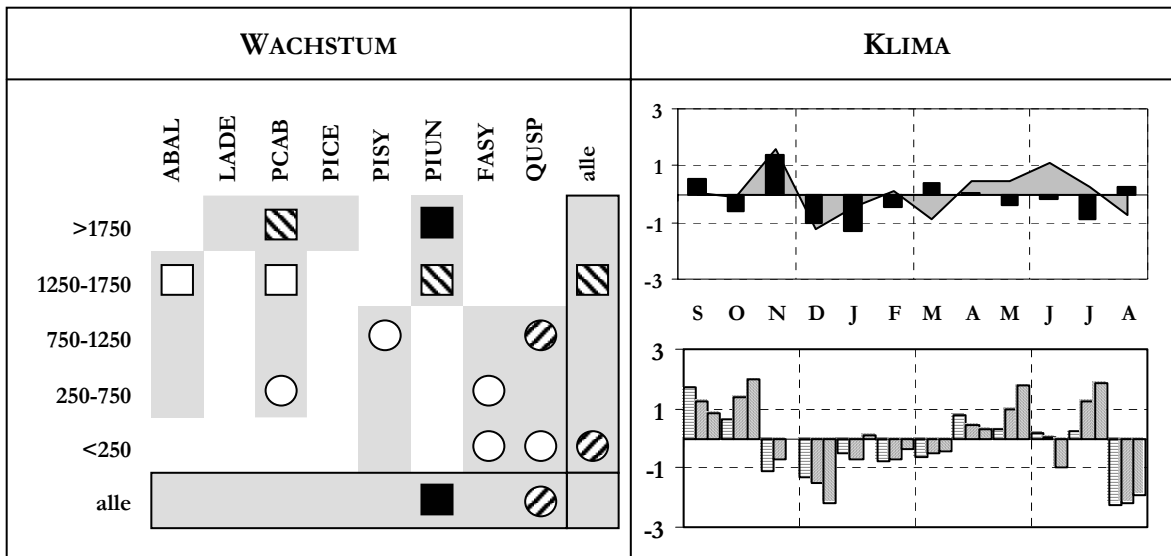 WACHSTUM
KLIMA
ABAL LADE PCAB PICE PISY PIUN FASY QUSP alle
>1750
1250-1750
750-1250
250-750
<250
alle
3
1
-1
-3
S O N D J F M A M J J A
3
1
-1
-3